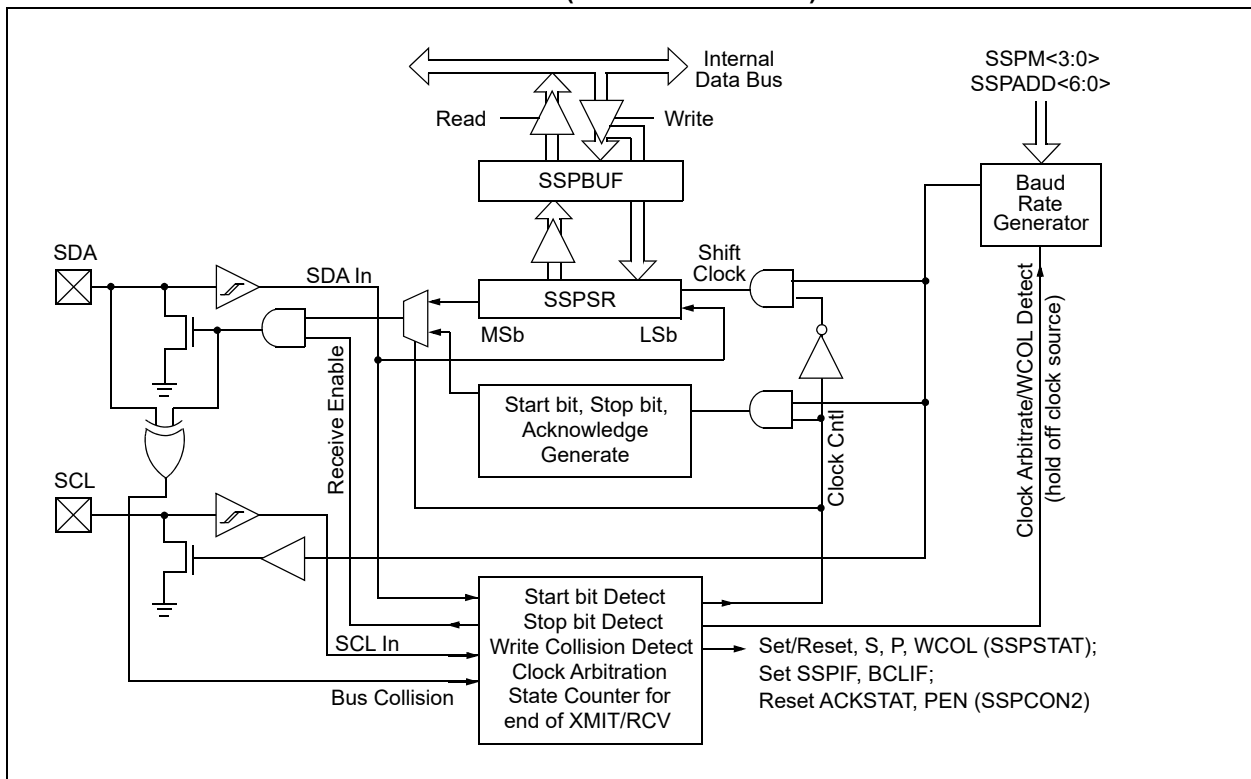 Internal
Data Bus
SSPM<3:0>
SSPADD<6:0>
Read
Write
SSPBUF
Baud
Rate
Generator
SDA
SDA In
Shift
Clock
SSPSR
MSb
LSb
Receive Enable
Start bit, Stop bit,
Acknowledge
Generate
Clock Cntl
Clock Arbitrate/WCOL Detect
(hold off clock source)
SCL
SCL In
Bus Collision
Start bit Detect
Stop bit Detect
Write Collision Detect
Clock Arbitration
State Counter for
end of XMIT/RCV
Set/Reset, S, P, WCOL (SSPSTAT);
Set SSPIF, BCLIF;
Reset ACKSTAT, PEN (SSPCON2)